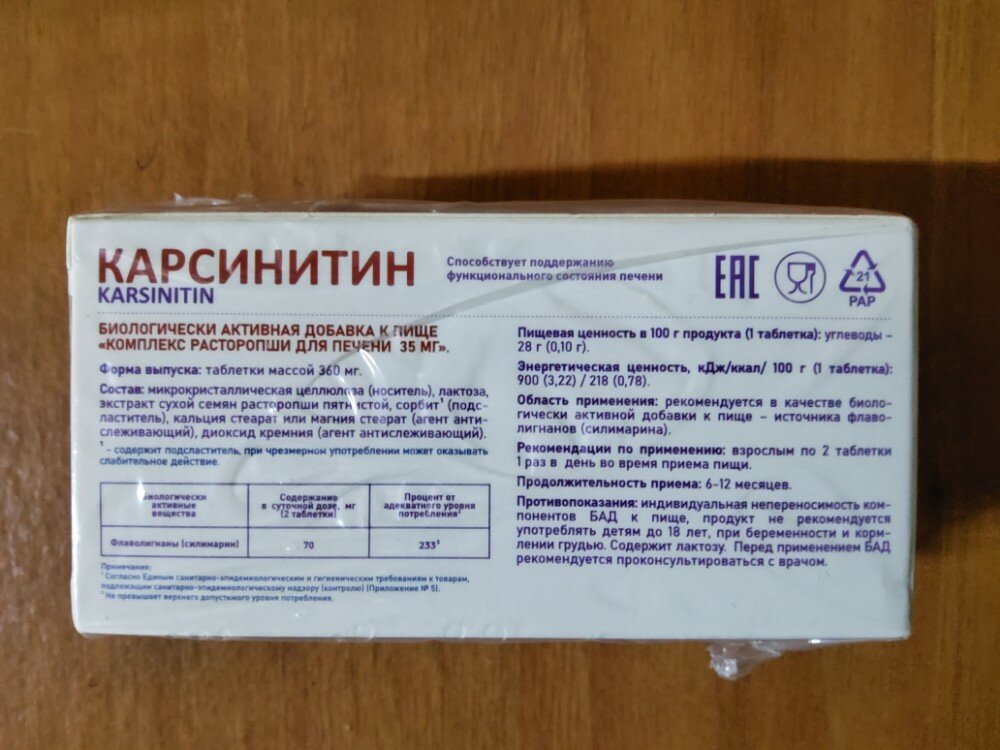 КАРСИНИТИН
KARSINITIN
Способствует поддержанию
функционального состояния печени
EAC
21
PAP
БИОЛОГИЧЕСКИ АКТИВНАЯ ДОБАВКА К ПИЩЕ
«КОМПЛЕКС РАСТОРОПШИ ДЛЯ ПЕЧЕНИ 35 МГ».
Форма выпуска: таблетки массой 360 мг.
Состав: микрокристаллическая целлюлоза (носитель), лактоза,
экстракт сухой семян расторопши пятнистой, сорбит¹ (подс-
ластитель), кальция стеарат или магния стеарат (агент анти-
слеживающий), диоксид кремния (агент антислеживающий).
¹ - содержит подсластитель, при чрезмерном употреблении может оказывать
слабительное действие.
Биологически
активные
вещества
Содержание
в суточной дозе, мг
(2 таблетки)
Процент от
адекватного уровня
потребления²
Флаволигнаны (силимарин)
70
233³
Примечание:
² Согласно Единым санитарно-эпидемиологическим и гигиеническим требованиям к товарам,
подлежащим санитарно-эпидемиологическому надзору (контролю) (Приложение № 5).
³ Не превышает верхнего допустимого уровня потребления.
Пищевая ценность в 100 г продукта (1 таблетка): углеводы –
28 г (0,10 г).
Энергетическая ценность, кДж/ккал/ 100 г (1 таблетка):
900 (3,22) / 218 (0,78).
Область применения: рекомендуется в качестве биоло-
гически активной добавки к пище – источника флаво-
лигнанов (силимарина).
Рекомендации по применению: взрослым по 2 таблетки
1 раз в день во время приема пищи.
Продолжительность приема: 6-12 месяцев.
Противопоказания: индивидуальная непереносимость ком-
понентов БАД к пище, продукт не рекомендуется
употреблять детям до 18 лет, при беременности и корм-
лении грудью. Содержит лактозу. Перед применением БАД
рекомендуется проконсультироваться с врачом.